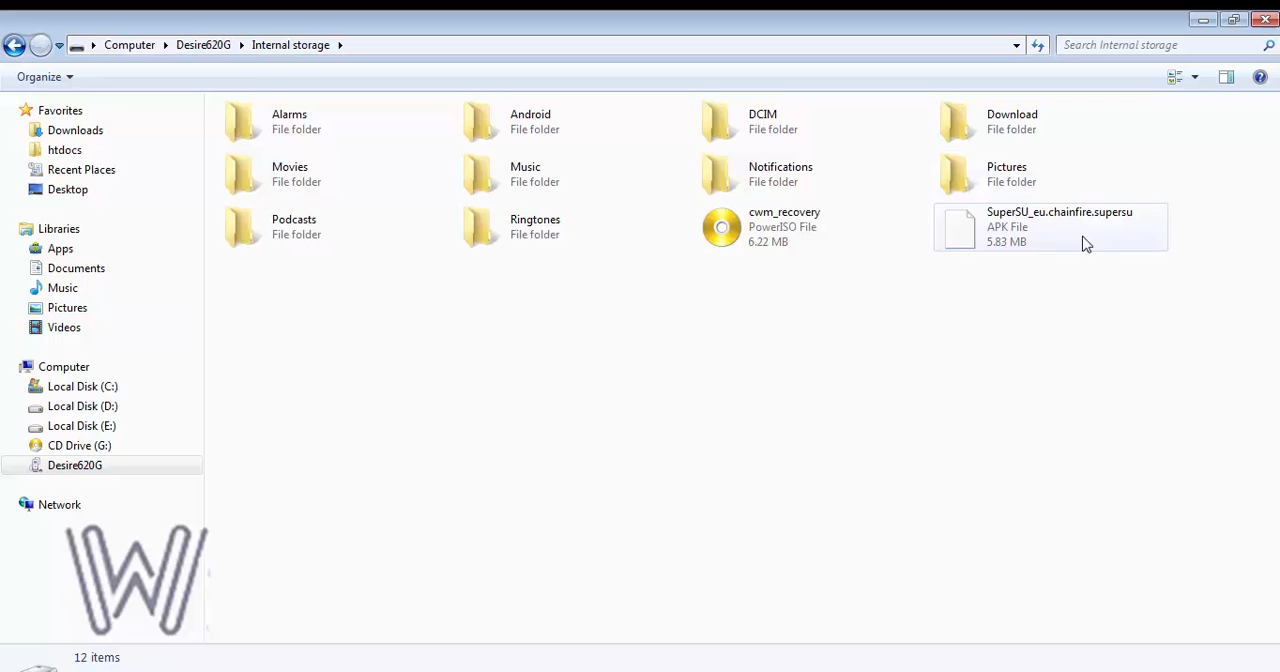 Computer Desire620G Internal storage
Search Internal storage
Organize
Favorites
Downloads
htdocs
Recent Places
Desktop
Libraries
Apps
Documents
Music
Pictures
Videos
Computer
Local Disk (C:)
Local Disk (D:)
Local Disk (E:)
CD Drive (G:)
Desire620G
Network
W
Alarms
File folder
Android
File folder
DCIM
File folder
Download
File folder
Movies
File folder
Music
File folder
Notifications
File folder
Pictures
File folder
Podcasts
File folder
Ringtones
File folder
cwm_recovery
PowerISO File
6.22 MB
SuperSU_eu.chainfire.supersu
APK File
5.83 MB
12 items